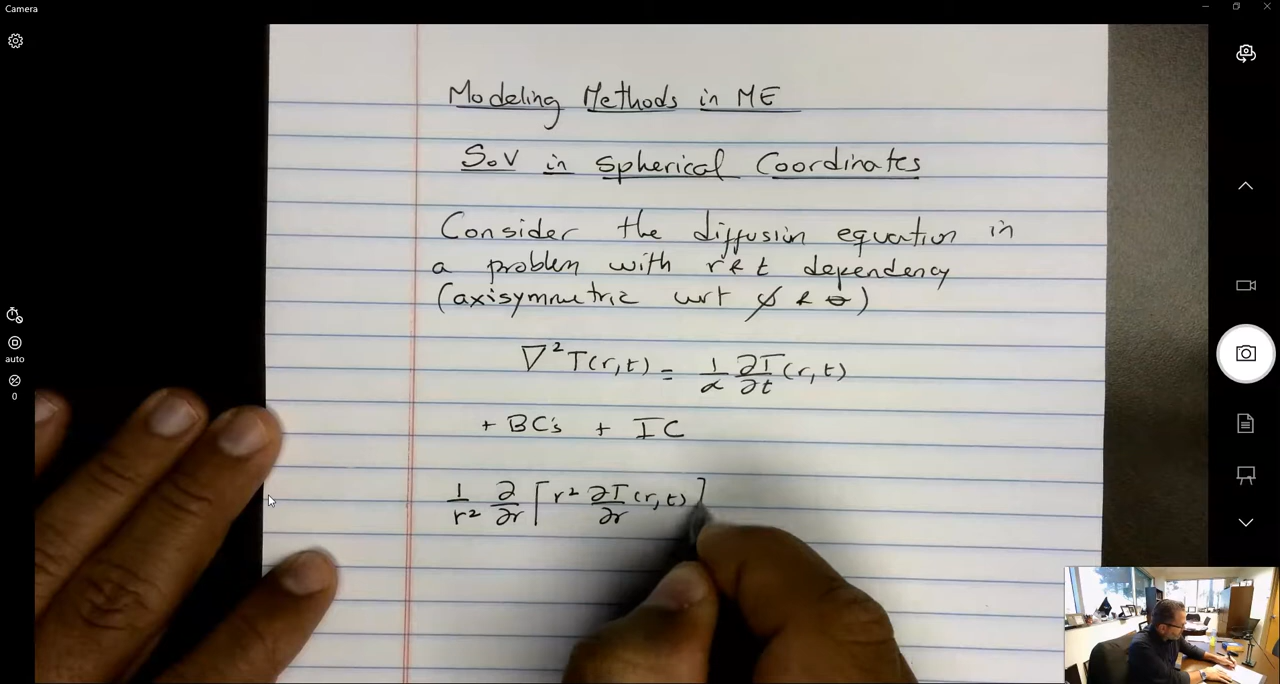 Camera
Modeling Methods in ME
SoV in Spherical Coordinates
Consider the diffusion equation in
a problem with r & t dependency
(axisymmetric wrt ϕ & θ)
∇²T(r,t) = 1/α ∂T/∂t (r,t)
+ BC's + IC
1/r² ∂/∂r [r² ∂T/∂r (r,t)]
auto
0